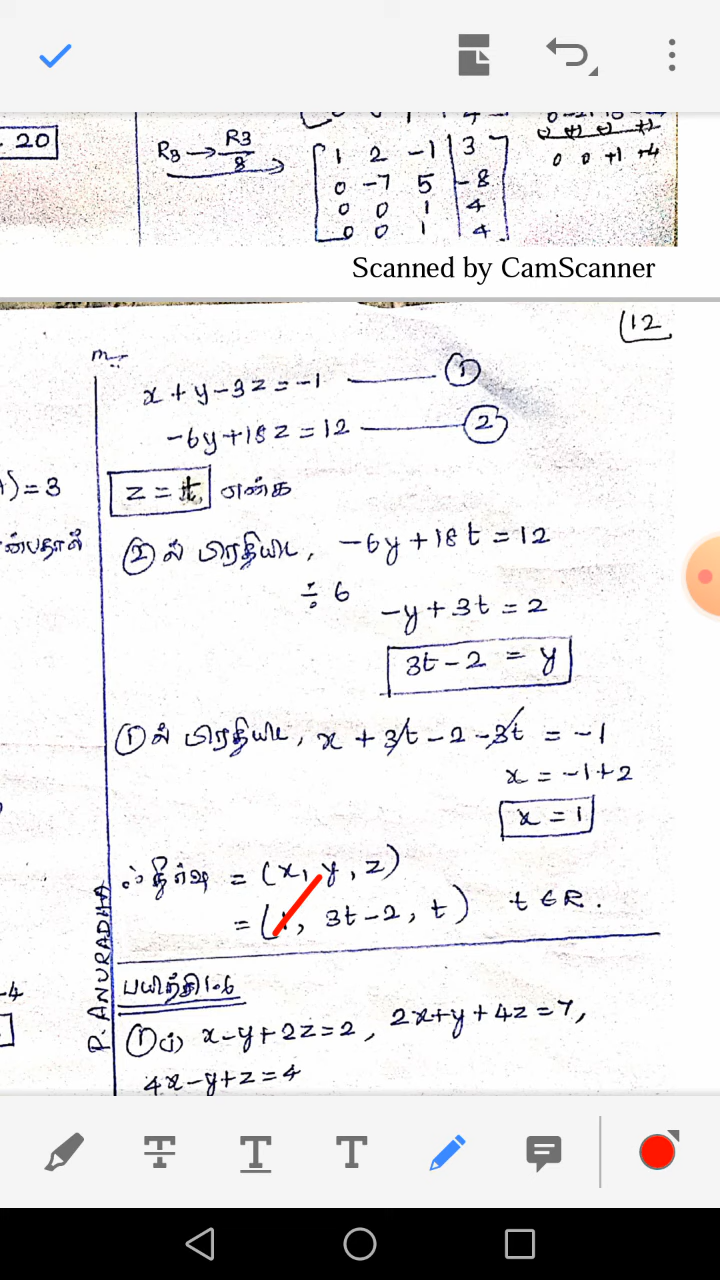 20
R3 → R3/8
1 2 -1 | 3
0 -7 5 | -8
0 0 1 | 4
0 0 1 | 4
0 0 +1 +4
Scanned by CamScanner
12
x + y - 3z = -1 ——— ①
-6y + 18z = 12 ——— ②
) = 3
z = t என்க
② ல் பிரதியிட, -6y + 18t = 12
÷ 6
-y + 3t = 2
3t - 2 = y
① ல் பிரதியிட, x + 3t - 2 - 3t = -1
x = -1 + 2
x = 1
= (x, y, z)
= (1, 3t-2, t) t ∈ R.
P. ANURADHA
-4
பயிற்சி 1.6
① i) x - y + 2z = 2, 2x + y + 4z = 7,
4x - y + z = 4
T
T
T